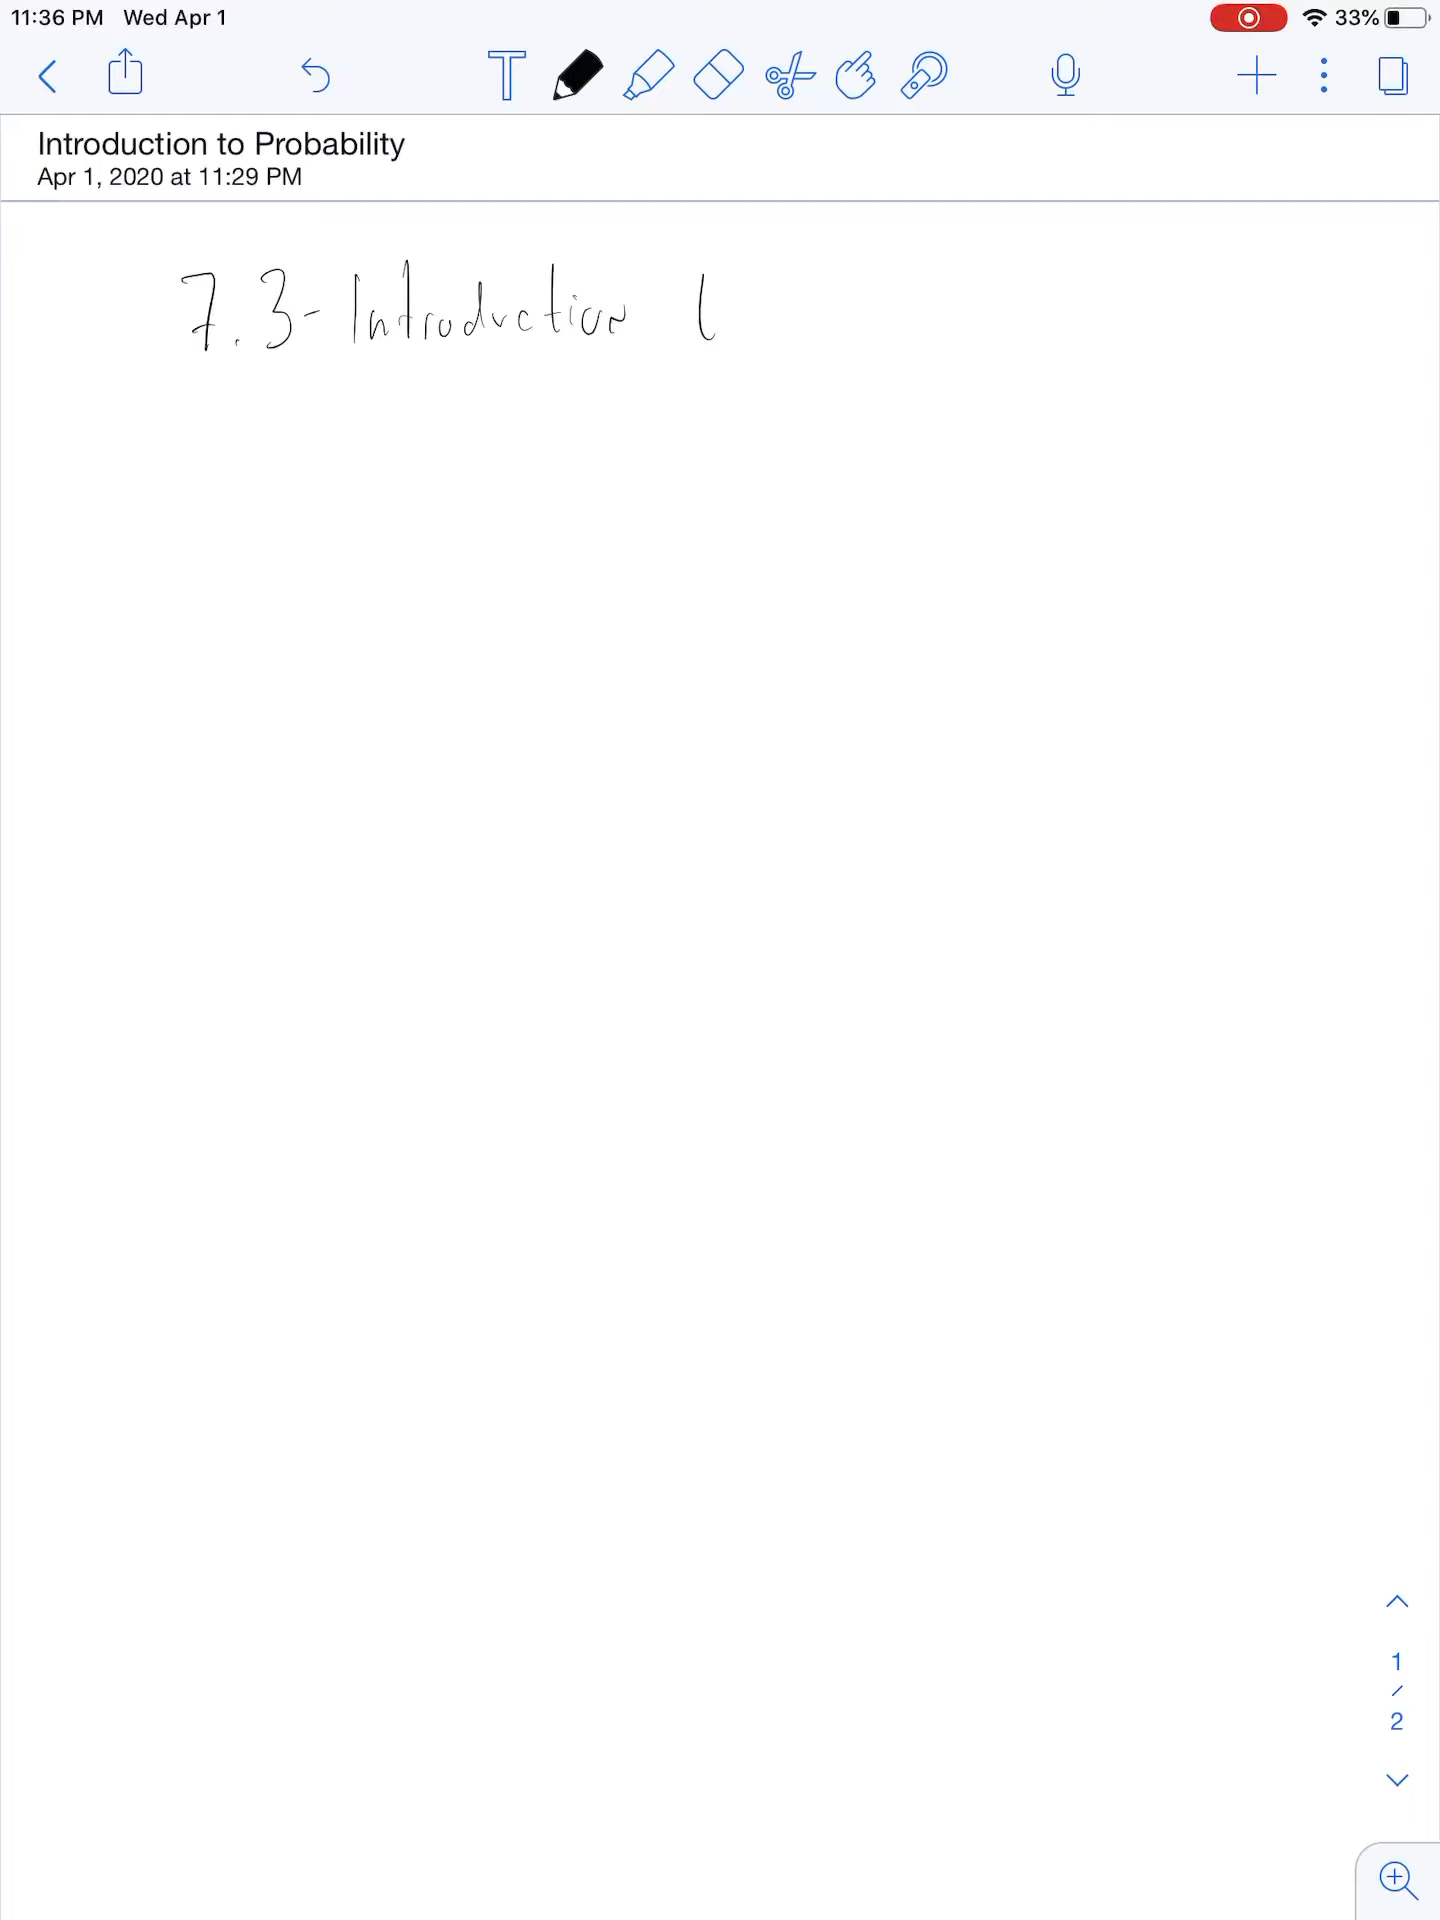 11:36 PM Wed Apr 1 33%
Introduction to Probability
Apr 1, 2020 at 11:29 PM
7.3- Introduction
1
/
2